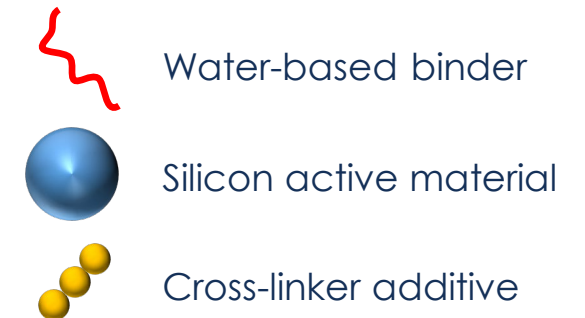 Water-based binder
Silicon active material
Cross-linker additive